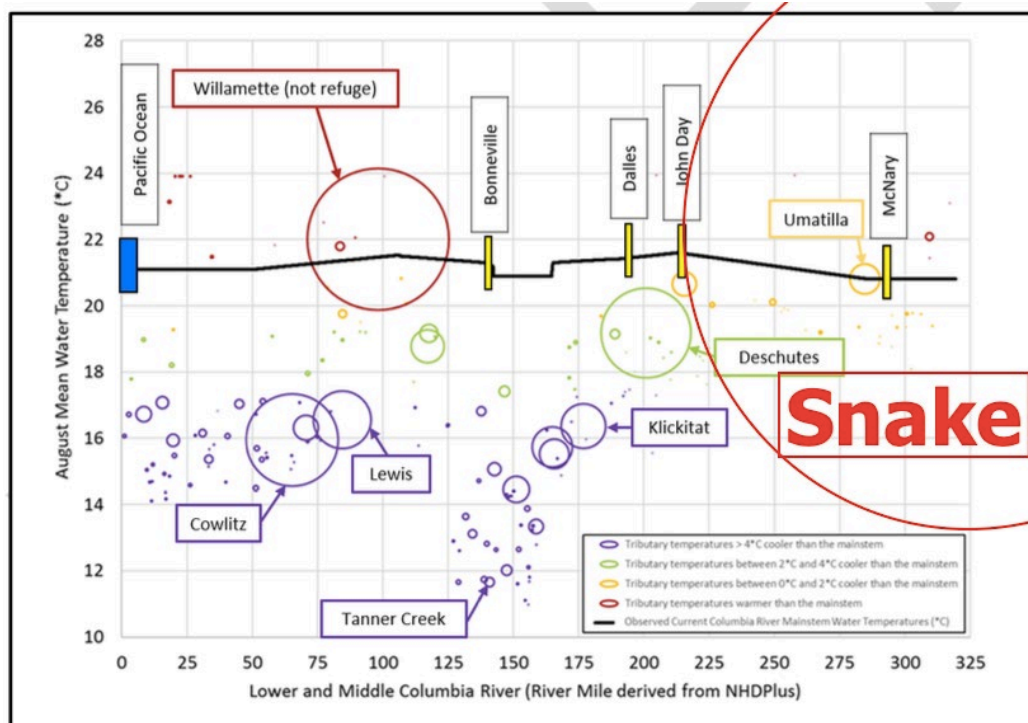 28
26
24
22
20
18
16
14
12
10
August Mean Water Temperature (*C)
Pacific Ocean
Willamette (not refuge)
Bonneville
Dalles
John Day
McNary
Umatilla
Deschutes
Snake
Klickitat
Lewis
Cowlitz
Tanner Creek
Tributary temperatures > 4*C cooler than the mainstem
Tributary temperatures between 2*C and 4*C cooler than the mainstem
Tributary temperatures between 0*C and 2*C cooler than the mainstem
Tributary temperatures warmer than the mainstem
Observed Current Columbia River Mainstem Water Temperatures (*C)
0 25 50 75 100 125 150 175 200 225 250 275 300 325
Lower and Middle Columbia River (River Mile derived from NHDPlus)